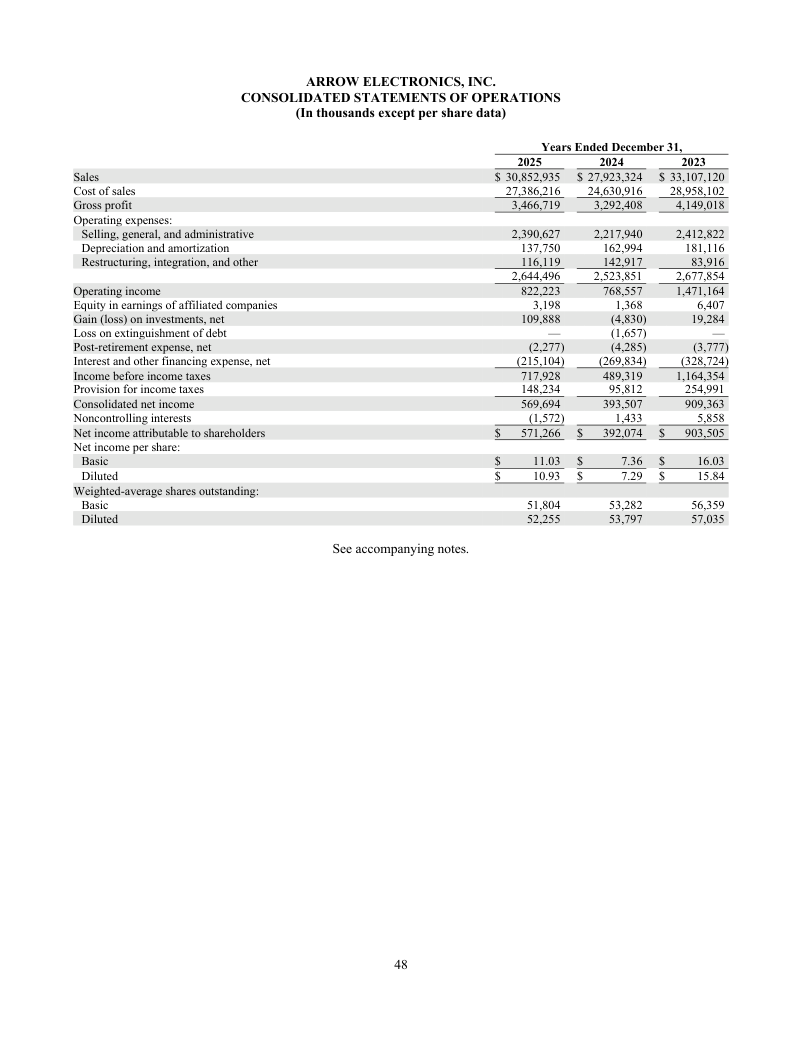 ARROW ELECTRONICS, INC.
CONSOLIDATED STATEMENTS OF OPERATIONS
(In thousands except per share data)
Years Ended December 31,
2025 2024 2023
Sales $ 30,852,935 $ 27,923,324 $ 33,107,120
Cost of sales 27,386,216 24,630,916 28,958,102
Gross profit 3,466,719 3,292,408 4,149,018
Operating expenses:
Selling, general, and administrative 2,390,627 2,217,940 2,412,822
Depreciation and amortization 137,750 162,994 181,116
Restructuring, integration, and other 116,119 142,917 83,916
2,644,496 2,523,851 2,677,854
Operating income 822,223 768,557 1,471,164
Equity in earnings of affiliated companies 3,198 1,368 6,407
Gain (loss) on investments, net 109,888 (4,830) 19,284
Loss on extinguishment of debt — (1,657) —
Post-retirement expense, net (2,277) (4,285) (3,777)
Interest and other financing expense, net (215,104) (269,834) (328,724)
Income before income taxes 717,928 489,319 1,164,354
Provision for income taxes 148,234 95,812 254,991
Consolidated net income 569,694 393,507 909,363
Noncontrolling interests (1,572) 1,433 5,858
Net income attributable to shareholders $ 571,266 $ 392,074 $ 903,505
Net income per share:
Basic $ 11.03 $ 7.36 $ 16.03
Diluted $ 10.93 $ 7.29 $ 15.84
Weighted-average shares outstanding:
Basic 51,804 53,282 56,359
Diluted 52,255 53,797 57,035
See accompanying notes.
48